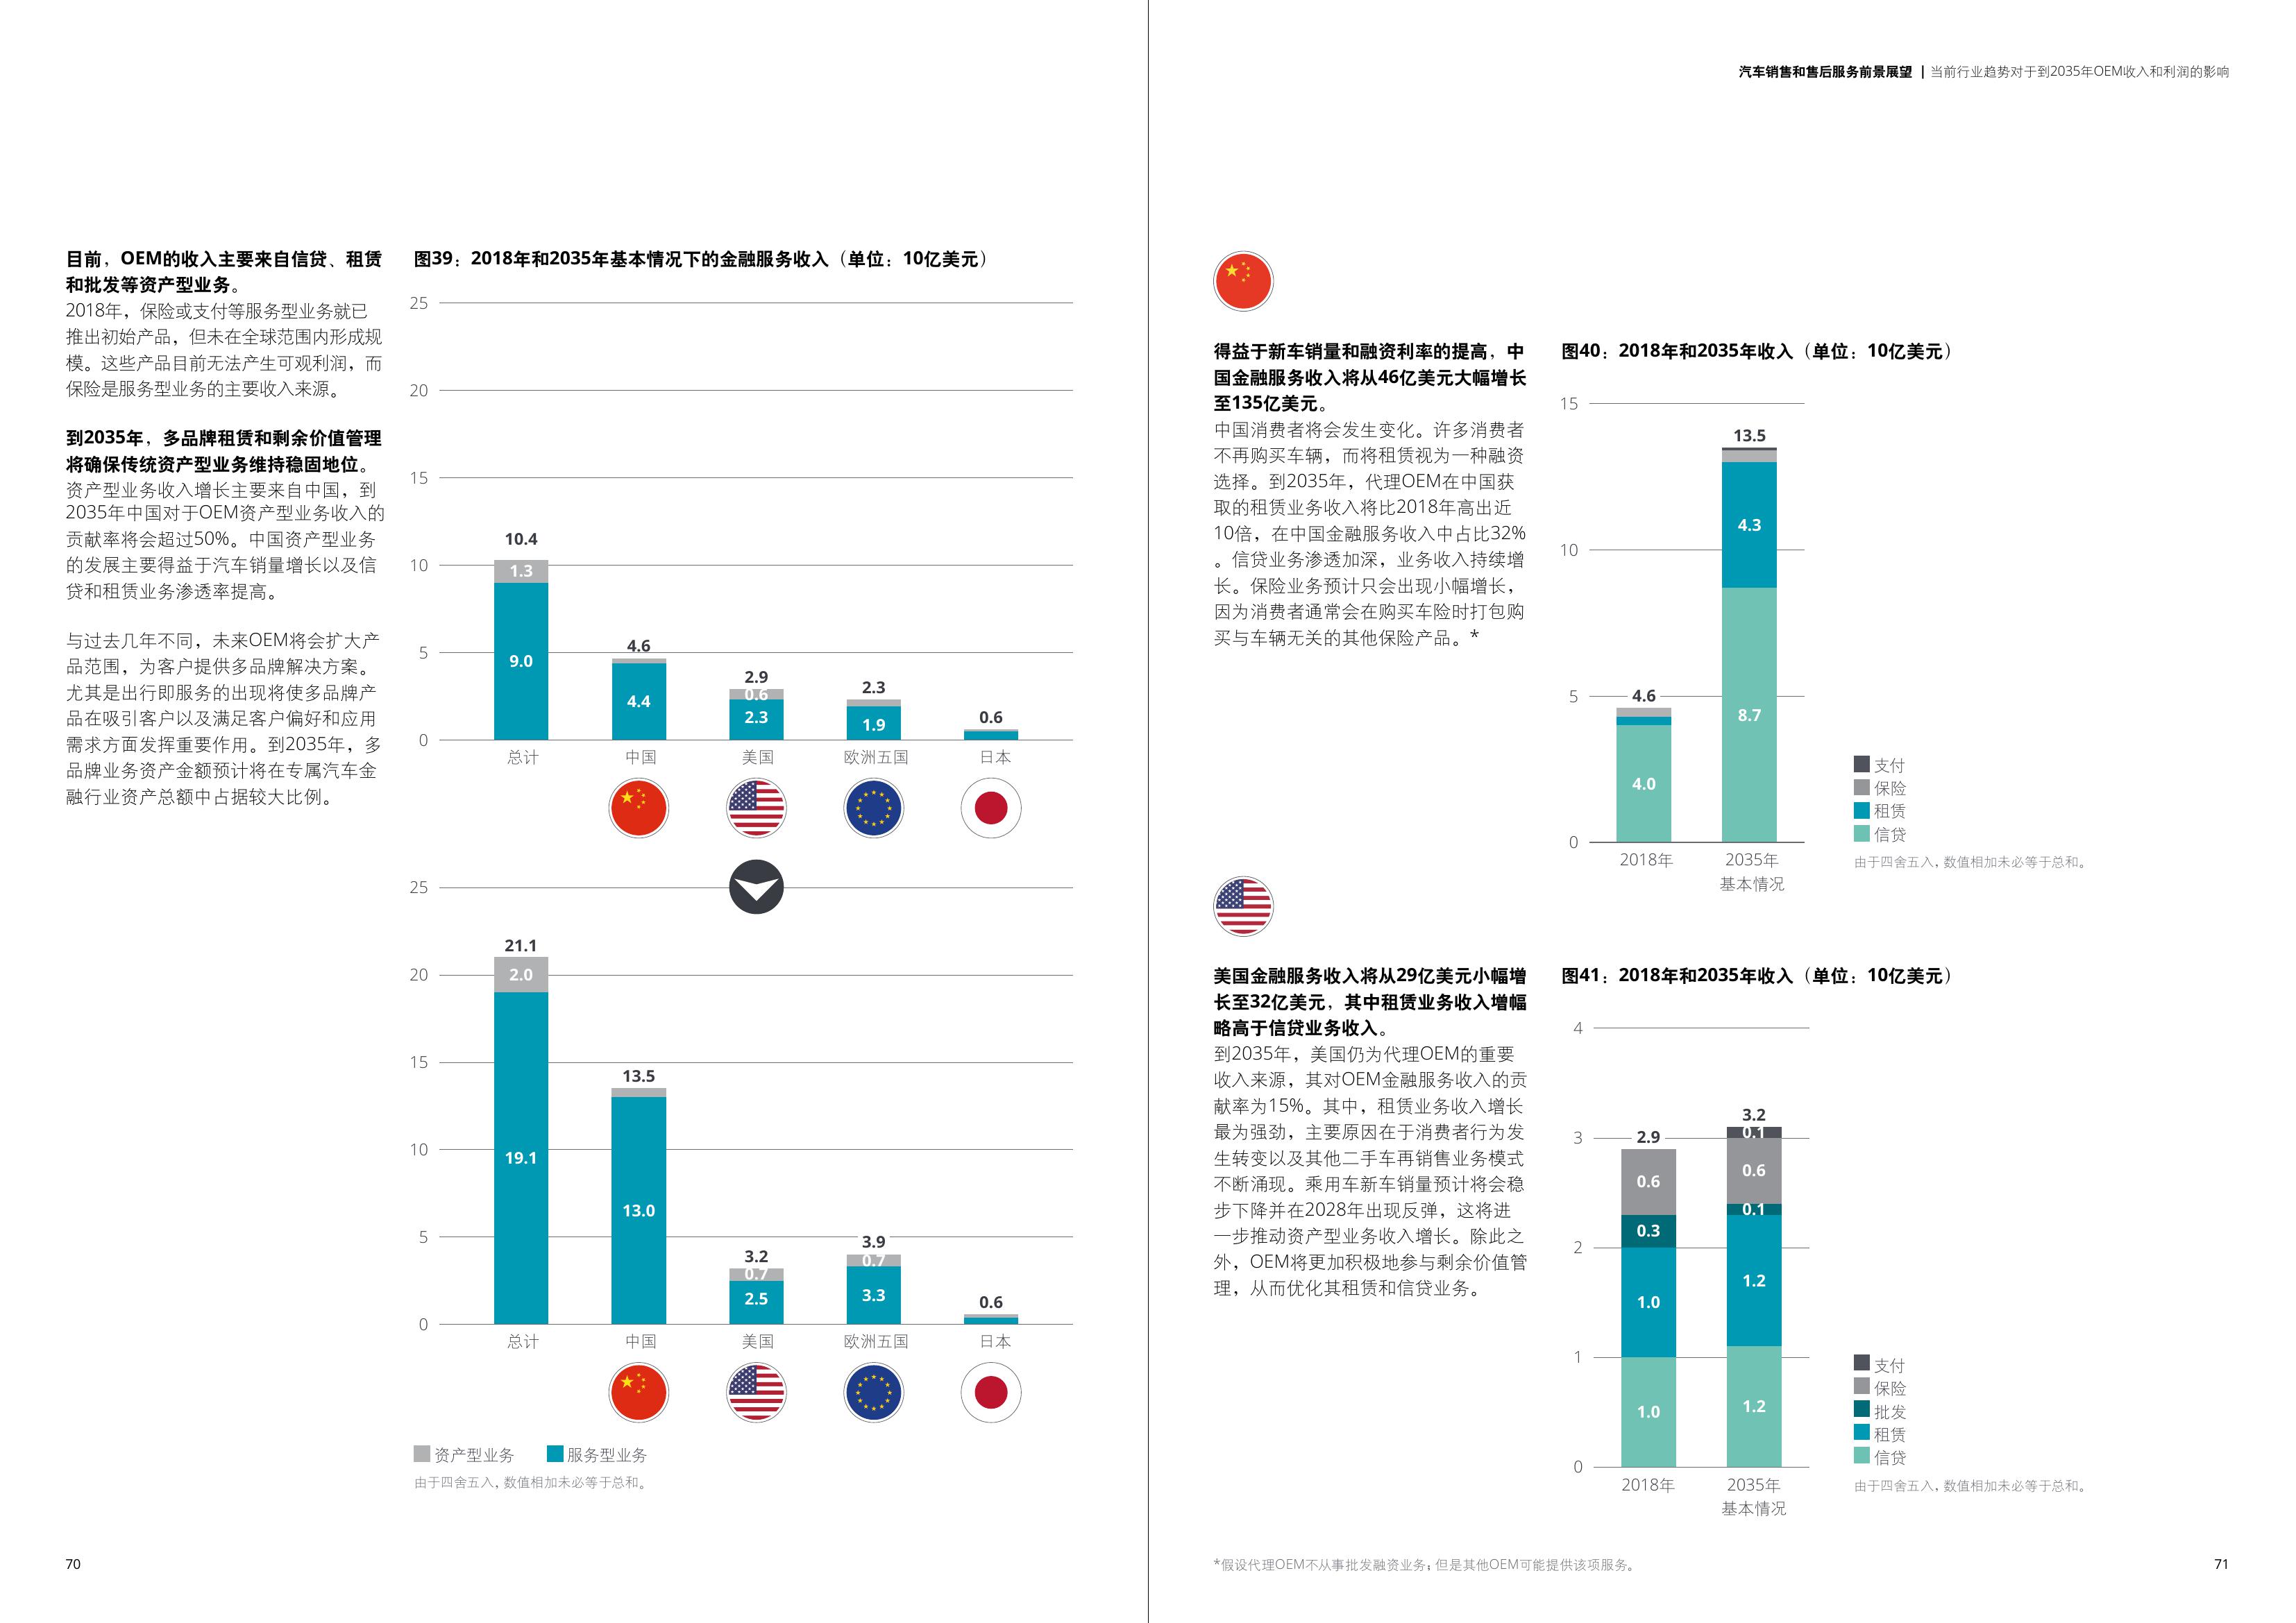 汽车销售和售后服务前景展望 | 当前行业趋势对于到2035年OEM收入和利润的影响
目前，OEM的收入主要来自信贷、租赁
和批发等资产型业务。
2018年，保险或支付等服务型业务就已
推出初始产品，但未在全球范围内形成规
模。这些产品目前无法产生可观利润，而
保险是服务型业务的主要收入来源。
到2035年，多品牌租赁和剩余价值管理
将确保传统资产型业务维持稳固地位。
资产型业务收入增长主要来自中国，到
2035年中国对于OEM资产型业务收入的
贡献率将会超过50%。中国资产型业务
的发展主要得益于汽车销量增长以及信
贷和租赁业务渗透率提高。
与过去几年不同，未来OEM将会扩大产
品范围，为客户提供多品牌解决方案。
尤其是出行即服务的出现将使多品牌产
品在吸引客户以及满足客户偏好和应用
需求方面发挥重要作用。到2035年，多
品牌业务资产金额预计将在专属汽车金
融行业资产总额中占据较大比例。
图39：2018年和2035年基本情况下的金融服务收入（单位：10亿美元）
25
20
15
10
5
0
10.4
1.3
9.0
4.6
4.4
2.9
0.6
2.3
2.3
1.9
0.6
总计
中国
美国
欧洲五国
日本
25
20
15
10
5
0
21.1
2.0
19.1
13.5
13.0
3.2
0.7
2.5
3.9
0.7
3.3
0.6
总计
中国
美国
欧洲五国
日本
资产型业务
服务型业务
由于四舍五入，数值相加未必等于总和。
70
得益于新车销量和融资利率的提高，中
国金融服务收入将从46亿美元大幅增长
至135亿美元。
中国消费者将会发生变化。许多消费者
不再购买车辆，而将租赁视为一种融资
选择。到2035年，代理OEM在中国获
取的租赁业务收入将比2018年高出近
10倍，在中国金融服务收入中占比32%
。信贷业务渗透加深，业务收入持续增
长。保险业务预计只会出现小幅增长，
因为消费者通常会在购买车险时打包购
买与车辆无关的其他保险产品。*
图40：2018年和2035年收入（单位：10亿美元）
15
10
5
0
4.6
4.0
13.5
4.3
8.7
2018年
2035年
基本情况
支付
保险
租赁
信贷
由于四舍五入，数值相加未必等于总和。
美国金融服务收入将从29亿美元小幅增
长至32亿美元，其中租赁业务收入增幅
略高于信贷业务收入。
到2035年，美国仍为代理OEM的重要
收入来源，其对OEM金融服务收入的贡
献率为15%。其中，租赁业务收入增长
最为强劲，主要原因在于消费者行为发
生转变以及其他二手车再销售业务模式
不断涌现。乘用车新车销量预计将会稳
步下降并在2028年出现反弹，这将进
一步推动资产型业务收入增长。除此之
外，OEM将更加积极地参与剩余价值管
理，从而优化其租赁和信贷业务。
图41：2018年和2035年收入（单位：10亿美元）
4
3
2
1
0
2.9
0.6
0.3
1.0
1.0
3.2
0.1
0.6
0.1
1.2
1.2
2018年
2035年
基本情况
支付
保险
批发
租赁
信贷
由于四舍五入，数值相加未必等于总和。
*假设代理OEM不从事批发融资业务；但是其他OEM可能提供该项服务。
71